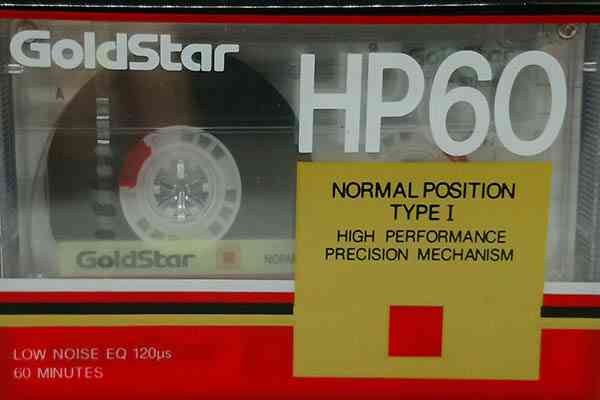 GoldStar
HP60
A
NORMAL POSITION
TYPE I
HIGH PERFORMANCE
PRECISION MECHANISM
GoldStar
LOW NOISE EQ 120µs
60 MINUTES